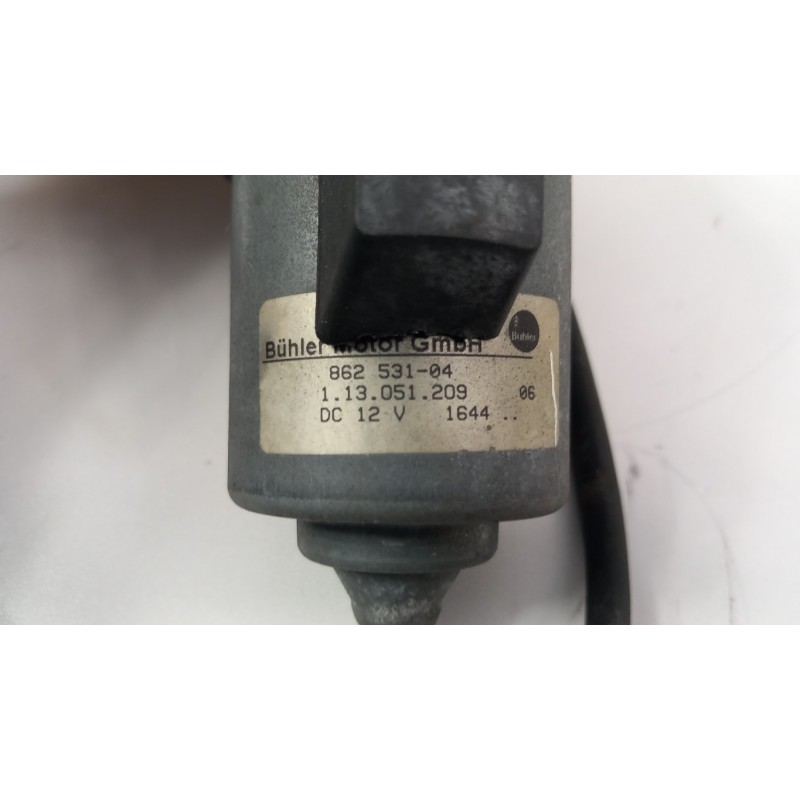 Bühler Motor GmbH
Bühler
862 531-04
1.13.051.209 06
DC 12 V 1644 ..